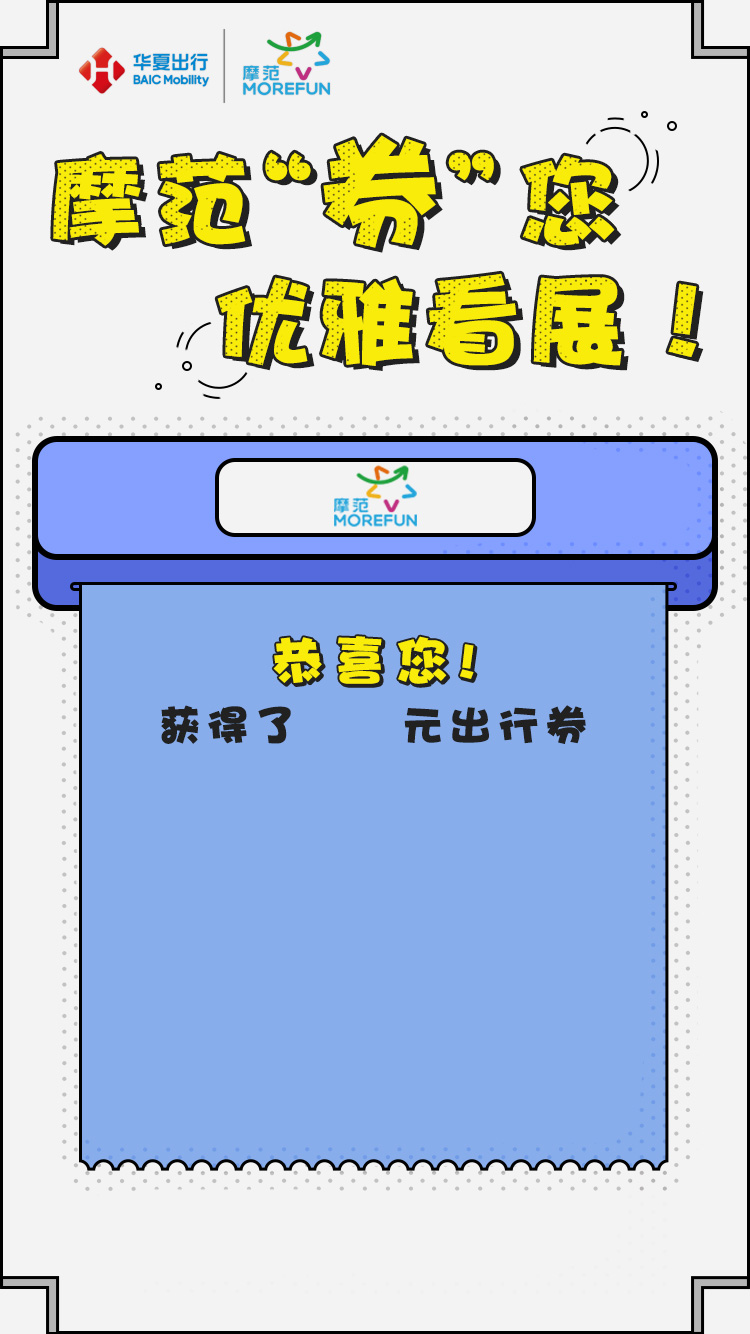 华夏出行
BAIC Mobility
摩范
MOREFUN
摩范“券”您
优雅看展！
摩范
MOREFUN
恭喜您！
获得了 元出行券